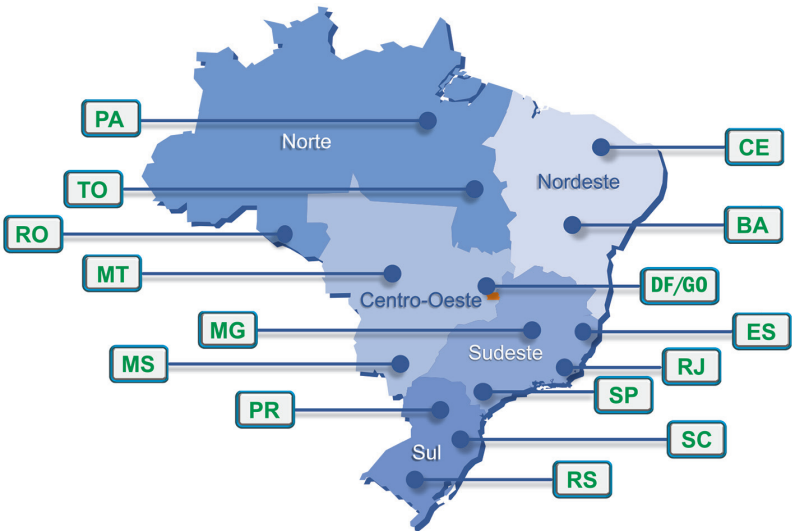 PA
Norte
CE
TO
Nordeste
RO
BA
MT
DF/GO
Centro-Oeste
MG
ES
Sudeste
MS
RJ
SP
PR
SC
Sul
RS